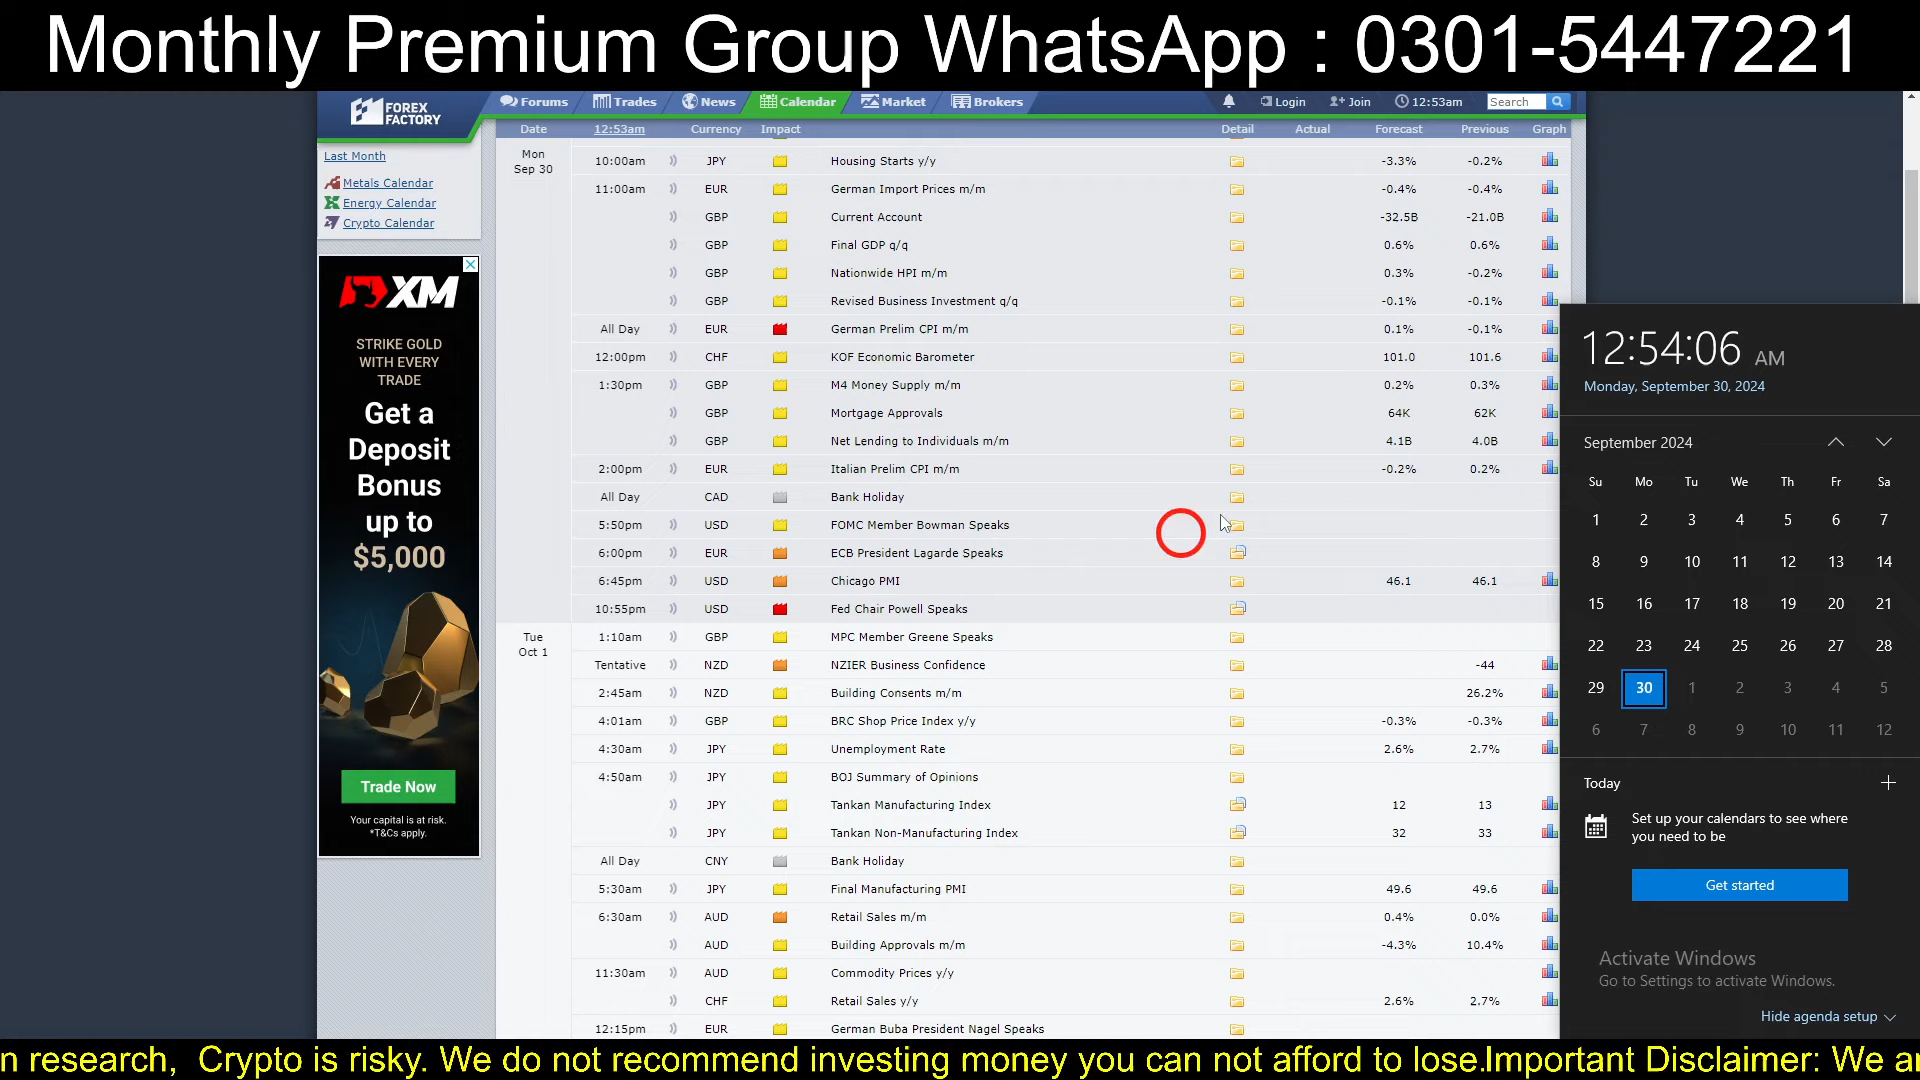 Monthly Premium Group WhatsApp : 0301-5447221
FOREX FACTORY Forums Trades News Calendar Market Brokers Login Join 12:53am Search
Date 12:53am Currency Impact Detail Actual Forecast Previous Graph
Last Month
Metals Calendar
Energy Calendar
Crypto Calendar
XM
STRIKE GOLD
WITH EVERY
TRADE
Get a
Deposit
Bonus
up to
$5,000
Trade Now
Your capital is at risk.
*T&Cs apply.
Mon
Sep 30
10:00am JPY Housing Starts y/y -3.3% -0.2%
11:00am EUR German Import Prices m/m -0.4% -0.4%
GBP Current Account -32.5B -21.0B
GBP Final GDP q/q 0.6% 0.6%
GBP Nationwide HPI m/m 0.3% -0.2%
GBP Revised Business Investment q/q -0.1% -0.1%
All Day EUR German Prelim CPI m/m 0.1% -0.1%
12:00pm CHF KOF Economic Barometer 101.0 101.6
1:30pm GBP M4 Money Supply m/m 0.2% 0.3%
GBP Mortgage Approvals 64K 62K
GBP Net Lending to Individuals m/m 4.1B 4.0B
2:00pm EUR Italian Prelim CPI m/m -0.2% 0.2%
All Day CAD Bank Holiday
5:50pm USD FOMC Member Bowman Speaks
6:00pm EUR ECB President Lagarde Speaks
6:45pm USD Chicago PMI 46.1 46.1
10:55pm USD Fed Chair Powell Speaks
Tue
Oct 1
1:10am GBP MPC Member Greene Speaks
Tentative NZD NZIER Business Confidence -44
2:45am NZD Building Consents m/m 26.2%
4:01am GBP BRC Shop Price Index y/y -0.3% -0.3%
4:30am JPY Unemployment Rate 2.6% 2.7%
4:50am JPY BOJ Summary of Opinions
JPY Tankan Manufacturing Index 12 13
JPY Tankan Non-Manufacturing Index 32 33
All Day CNY Bank Holiday
5:30am JPY Final Manufacturing PMI 49.6 49.6
6:30am AUD Retail Sales m/m 0.4% 0.0%
AUD Building Approvals m/m -4.3% 10.4%
11:30am AUD Commodity Prices y/y
CHF Retail Sales y/y 2.6% 2.7%
12:15pm EUR German Buba President Nagel Speaks
12:54:06 AM
Monday, September 30, 2024
September 2024
Su Mo Tu We Th Fr Sa
1 2 3 4 5 6 7
8 9 10 11 12 13 14
15 16 17 18 19 20 21
22 23 24 25 26 27 28
29 30 1 2 3 4 5
6 7 8 9 10 11 12
Today
Set up your calendars to see where
you need to be
Get started
Activate Windows
Go to Settings to activate Windows.
Hide agenda setup
n research, Crypto is risky. We do not recommend investing money you can not afford to lose.Important Disclaimer: We ar